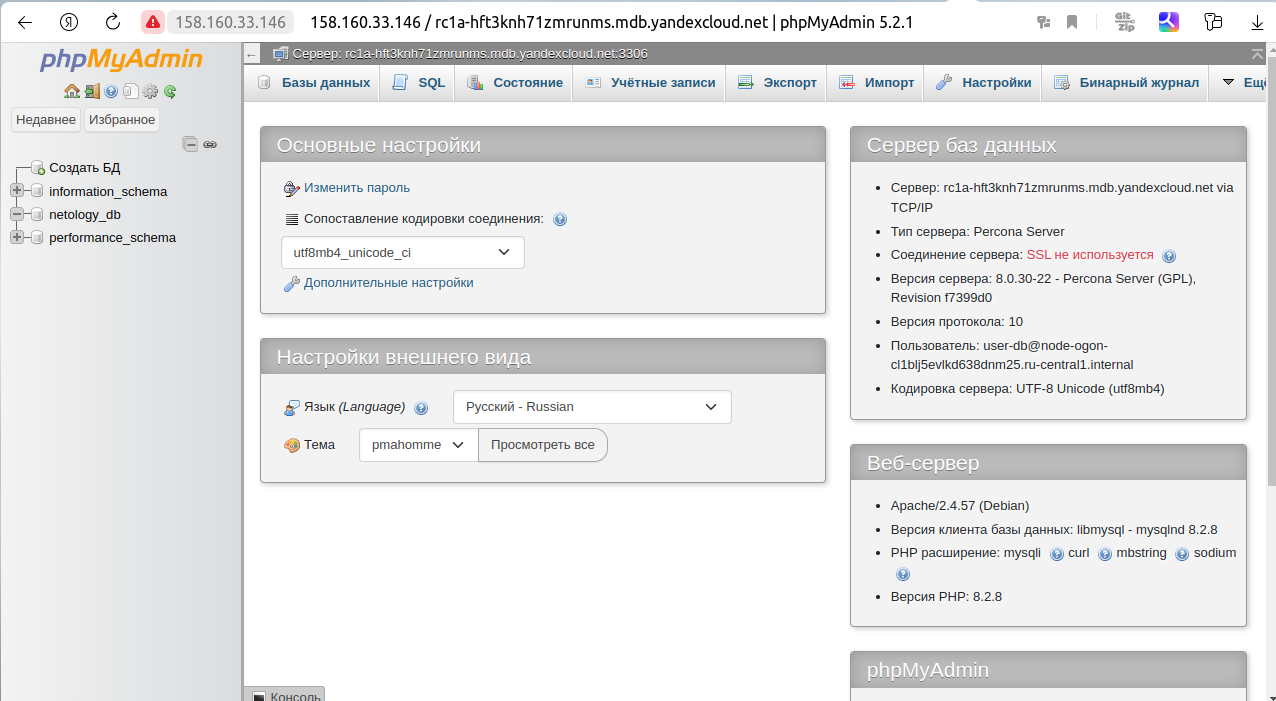 158.160.33.146
158.160.33.146 / rc1a-hft3knh71zmrunms.mdb.yandexcloud.net | phpMyAdmin 5.2.1
Git
zip
phpMyAdmin
Недавнее
Избранное
Создать БД
information_schema
netology_db
performance_schema
Сервер: rc1a-hft3knh71zmrunms.mdb.yandexcloud.net:3306
Базы данных
SQL
Состояние
Учётные записи
Экспорт
Импорт
Настройки
Бинарный журнал
Ещё
Основные настройки
Изменить пароль
Сопоставление кодировки соединения:
utf8mb4_unicode_ci
Дополнительные настройки
Настройки внешнего вида
Язык (Language)
Русский - Russian
Тема
pmahomme
Просмотреть все
Сервер баз данных
Сервер: rc1a-hft3knh71zmrunms.mdb.yandexcloud.net via
TCP/IP
Тип сервера: Percona Server
Соединение сервера: SSL не используется
Версия сервера: 8.0.30-22 - Percona Server (GPL),
Revision f7399d0
Версия протокола: 10
Пользователь: user-db@node-ogon-
cl1blj5evlkd638dnm25.ru-central1.internal
Кодировка сервера: UTF-8 Unicode (utf8mb4)
Веб-сервер
Apache/2.4.57 (Debian)
Версия клиента базы данных: libmysql - mysqlnd 8.2.8
PHP расширение: mysqli curl mbstring sodium
Версия PHP: 8.2.8
phpMyAdmin
Консоль